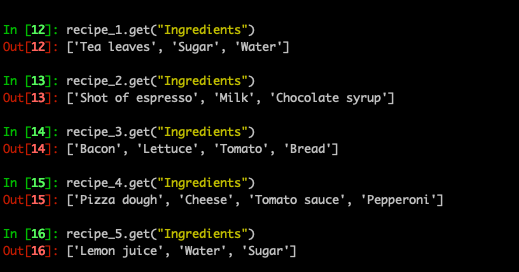 In [12]: recipe_1.get("Ingredients")
Out[12]: ['Tea leaves', 'Sugar', 'Water']
In [13]: recipe_2.get("Ingredients")
Out[13]: ['Shot of espresso', 'Milk', 'Chocolate syrup']
In [14]: recipe_3.get("Ingredients")
Out[14]: ['Bacon', 'Lettuce', 'Tomato', 'Bread']
In [15]: recipe_4.get("Ingredients")
Out[15]: ['Pizza dough', 'Cheese', 'Tomato sauce', 'Pepperoni']
In [16]: recipe_5.get("Ingredients")
Out[16]: ['Lemon juice', 'Water', 'Sugar']